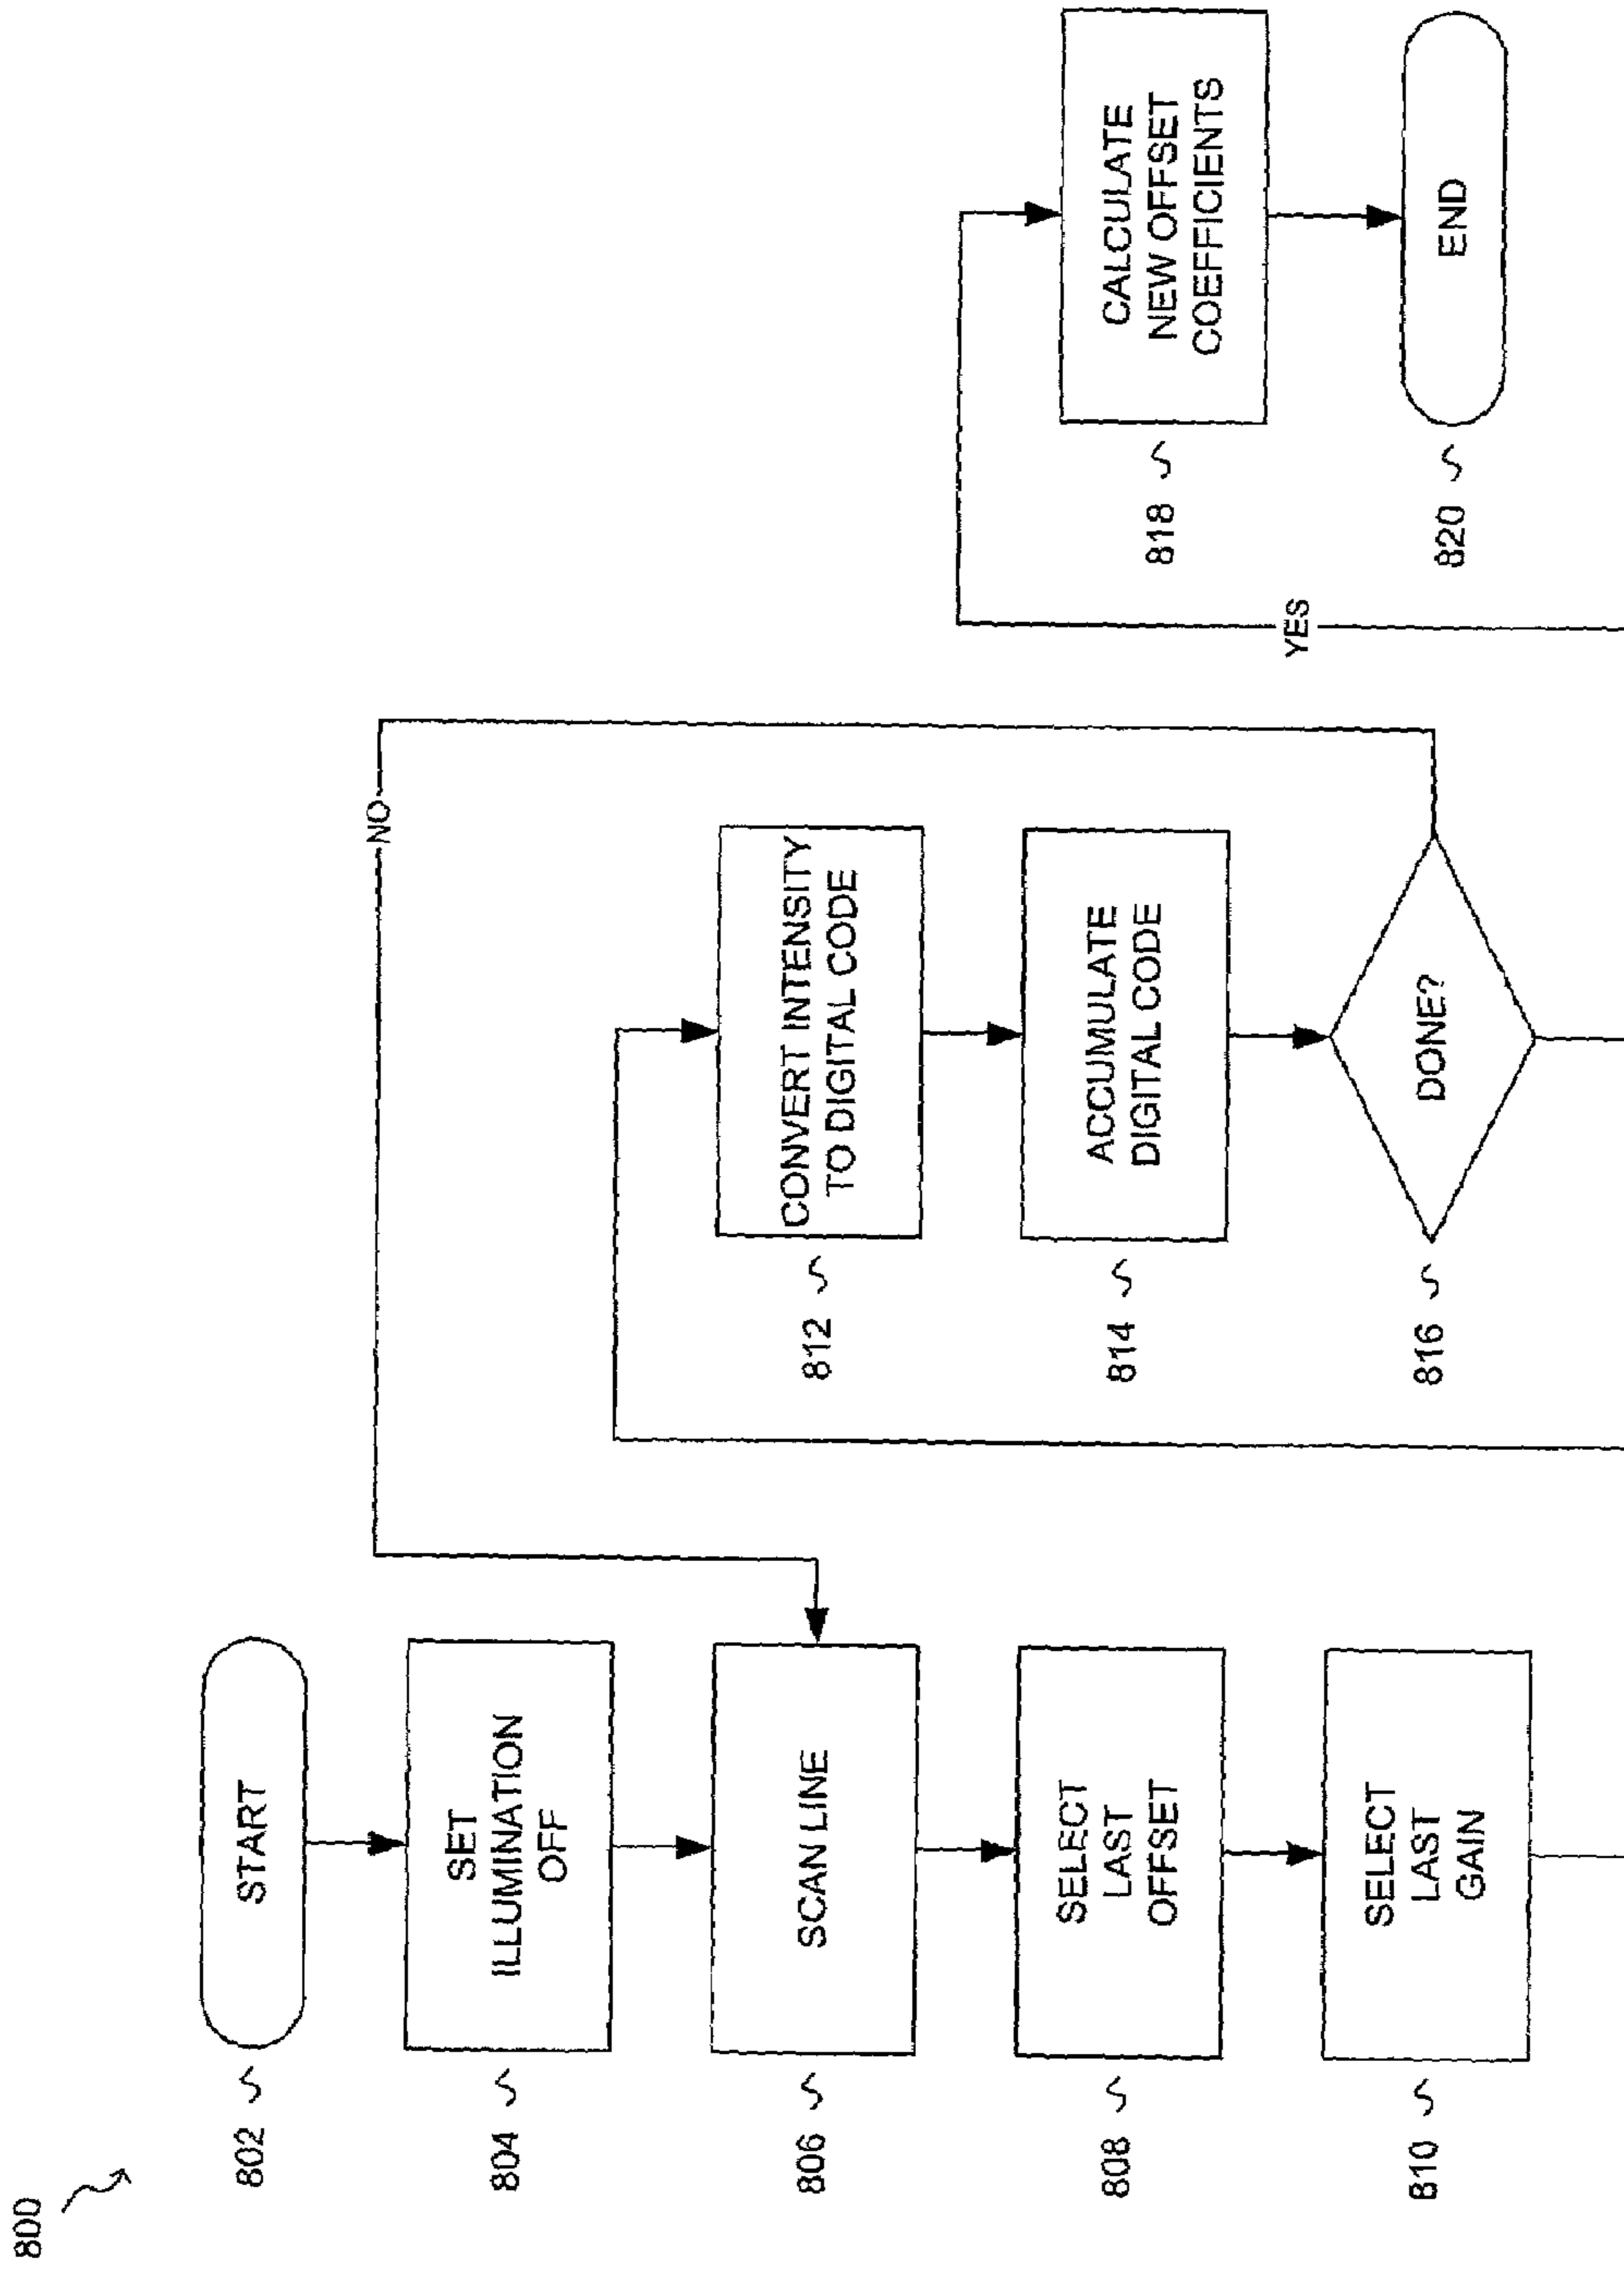 800
802
START
804
SET
ILLUMINATION
OFF
806
SCAN LINE
808
SELECT
LAST
OFFSET
810
SELECT
LAST
GAIN
NO
812
CONVERT INTENSITY
TO DIGITAL CODE
814
ACCUMULATE
DIGITAL CODE
816
DONE?
YES
818
CALCULATE
NEW OFFSET
COEFFICIENTS
820
END